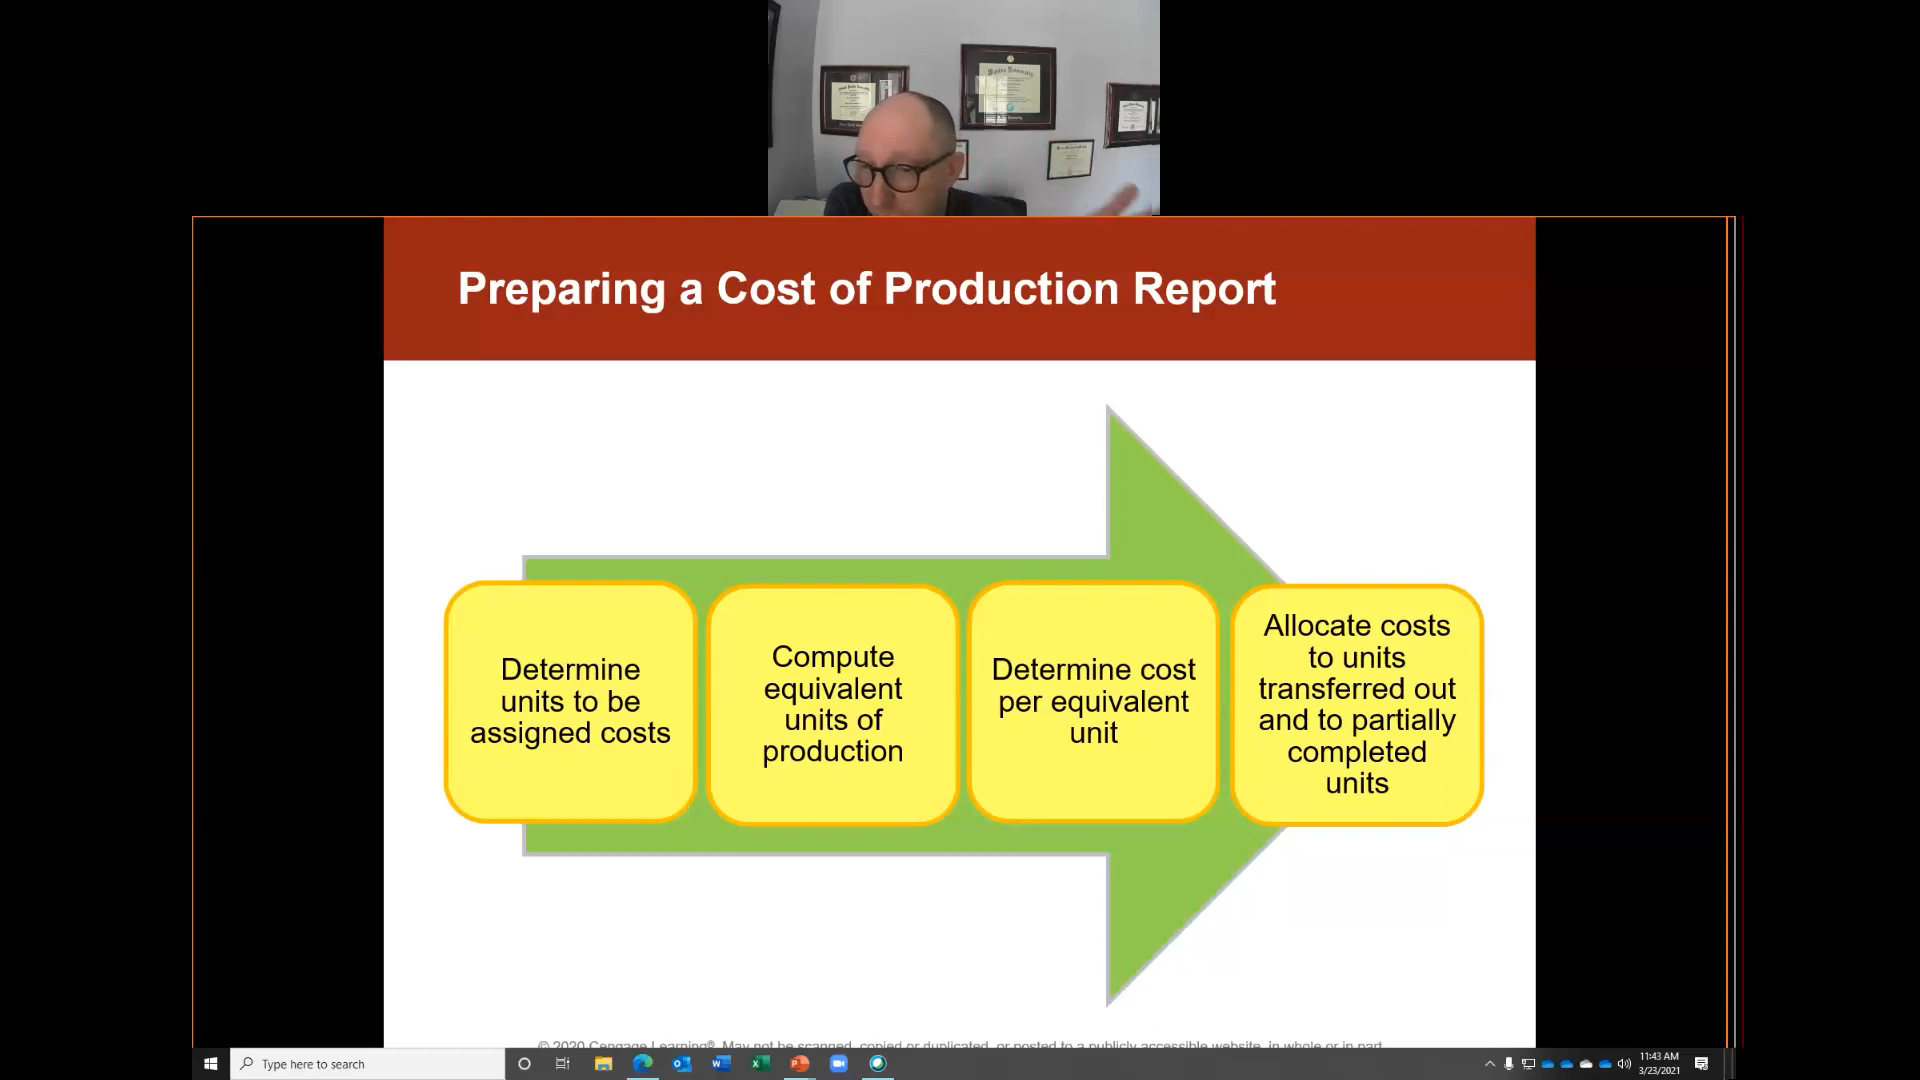 Preparing a Cost of Production Report
Determine
units to be
assigned costs
Compute
equivalent
units of
production
Determine cost
per equivalent
unit
Allocate costs
to units
transferred out
and to partially
completed
units
© 2020 Cengage Learning®. May not be scanned, copied or duplicated, or posted to a publicly accessible website, in whole or in part.
Type here to search
11:43 AM
3/23/2021